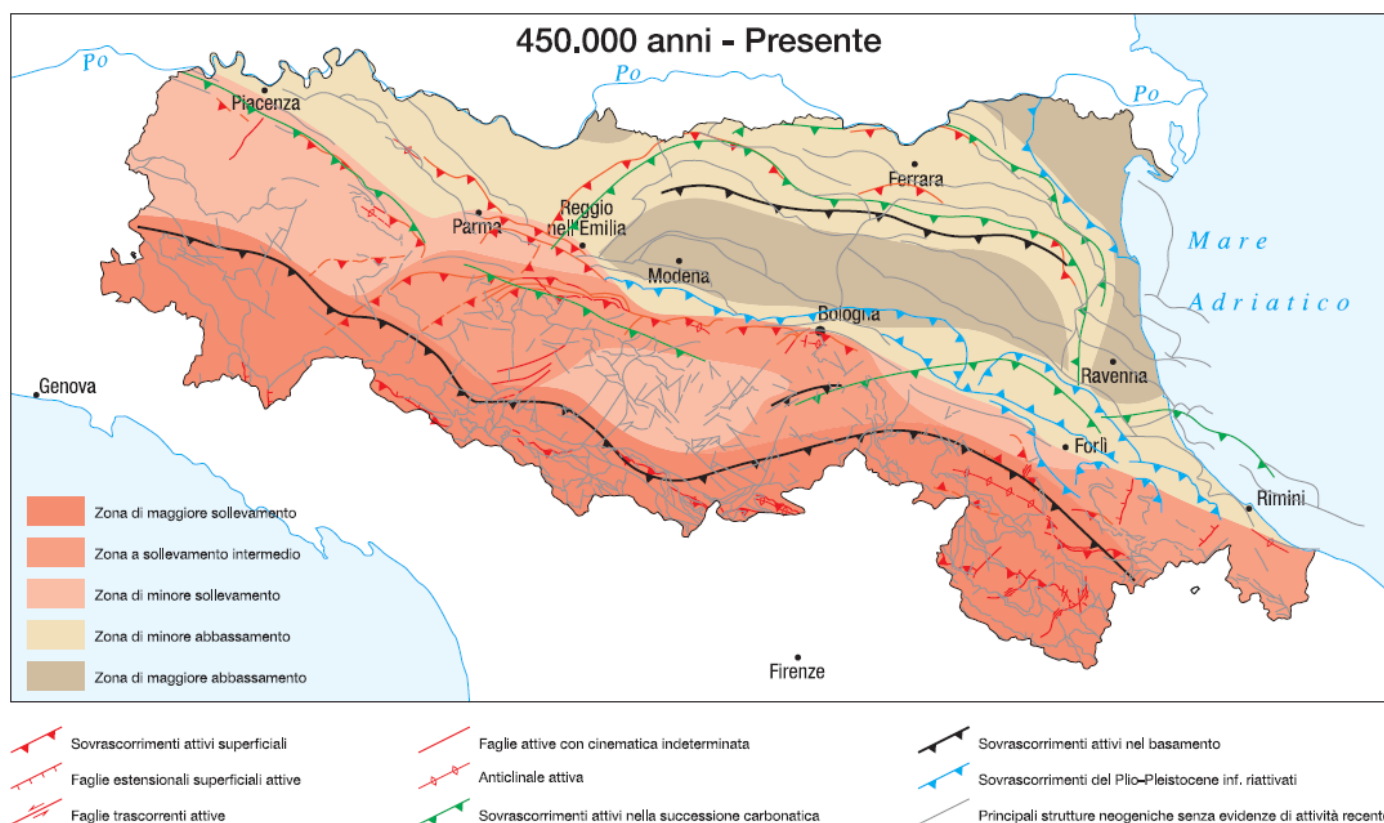 450.000 anni - Presente
Po
Po
Po
Piacenza
Ferrara
Parma
Reggio
nell'Emilia
Modena
Bologna
Mare
Adriatico
Ravenna
Genova
Forlì
Rimini
Firenze
Zona di maggiore sollevamento
Zona a sollevamento intermedio
Zona di minore sollevamento
Zona di minore abbassamento
Zona di maggiore abbassamento
Sovrascorrimenti attivi superficiali
Faglie estensionali superficiali attive
Faglie trascorrenti attive
Faglie attive con cinematica indeterminata
Anticlinale attiva
Sovrascorrimenti attivi nella successione carbonatica
Sovrascorrimenti attivi nel basamento
Sovrascorrimenti del Plio-Pleistocene inf. riattivati
Principali strutture neogeniche senza evidenze di attività recente